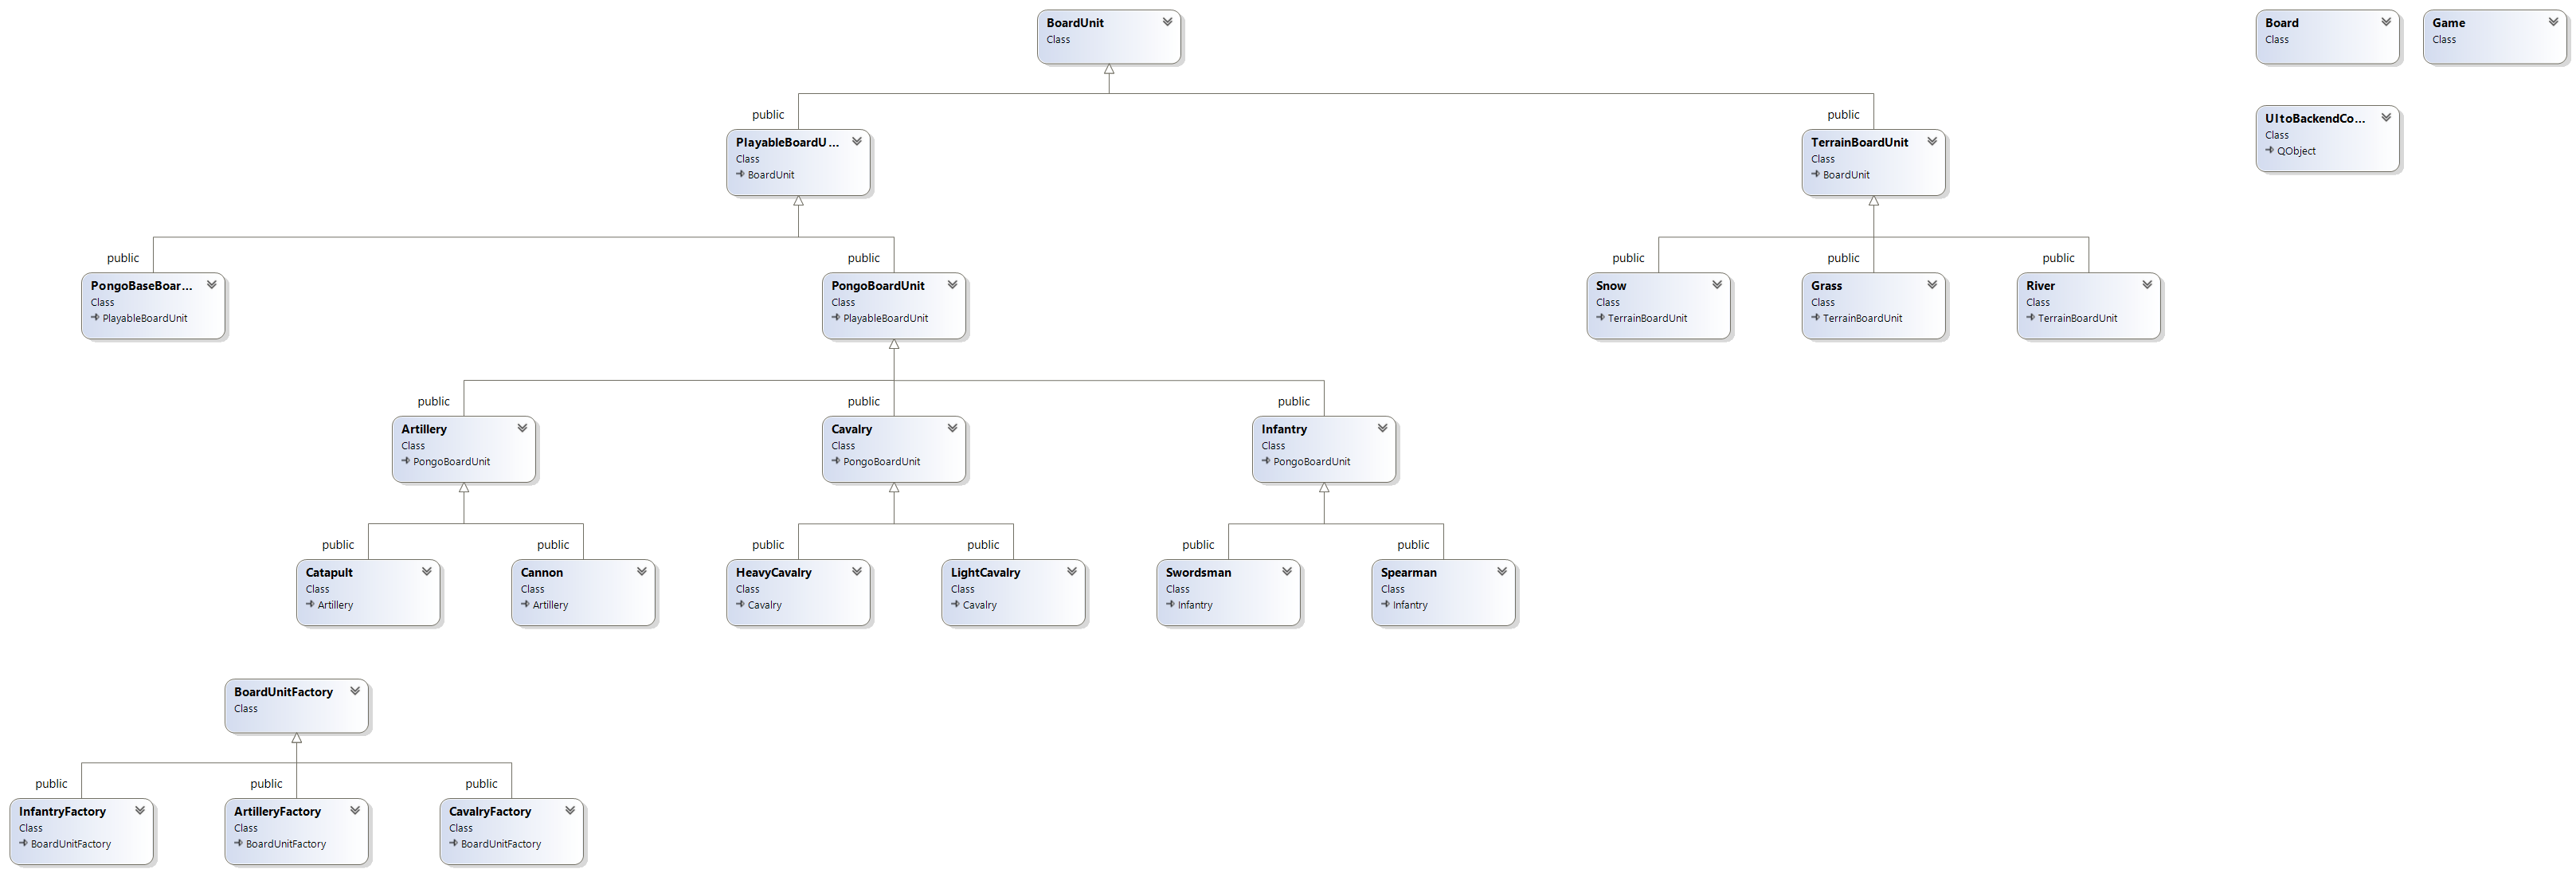 BoardUnit
Class
Board
Class
Game
Class
public
public
UItoBackendCo...
Class
QObject
PlayableBoardU...
Class
BoardUnit
TerrainBoardUnit
Class
BoardUnit
public
public
public
public
public
PongoBaseBoar...
Class
PlayableBoardUnit
PongoBoardUnit
Class
PlayableBoardUnit
Snow
Class
TerrainBoardUnit
Grass
Class
TerrainBoardUnit
River
Class
TerrainBoardUnit
public
public
public
Artillery
Class
PongoBoardUnit
Cavalry
Class
PongoBoardUnit
Infantry
Class
PongoBoardUnit
public
public
public
public
public
public
Catapult
Class
Artillery
Cannon
Class
Artillery
HeavyCavalry
Class
Cavalry
LightCavalry
Class
Cavalry
Swordsman
Class
Infantry
Spearman
Class
Infantry
BoardUnitFactory
Class
public
public
public
InfantryFactory
Class
BoardUnitFactory
ArtilleryFactory
Class
BoardUnitFactory
CavalryFactory
Class
BoardUnitFactory